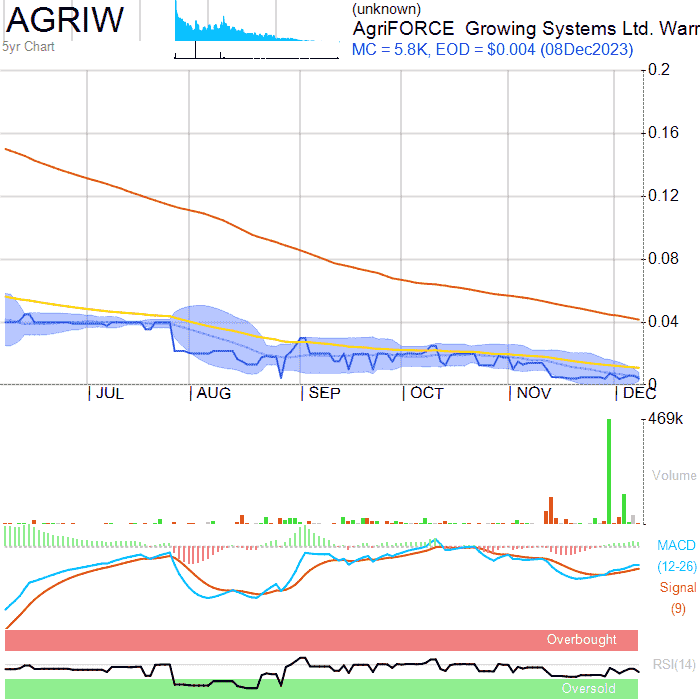 AGRIW
(unknown)
AgriFORCE Growing Systems Ltd. Warr
5yr Chart
MC = 5.8K, EOD = $0.004 (08Dec2023)
0.2
0.16
0.12
0.08
0.04
0
JUL AUG SEP OCT NOV DEC
469k
Volume
MACD
(12-26)
Signal
(9)
Overbought
RSI(14)
Oversold